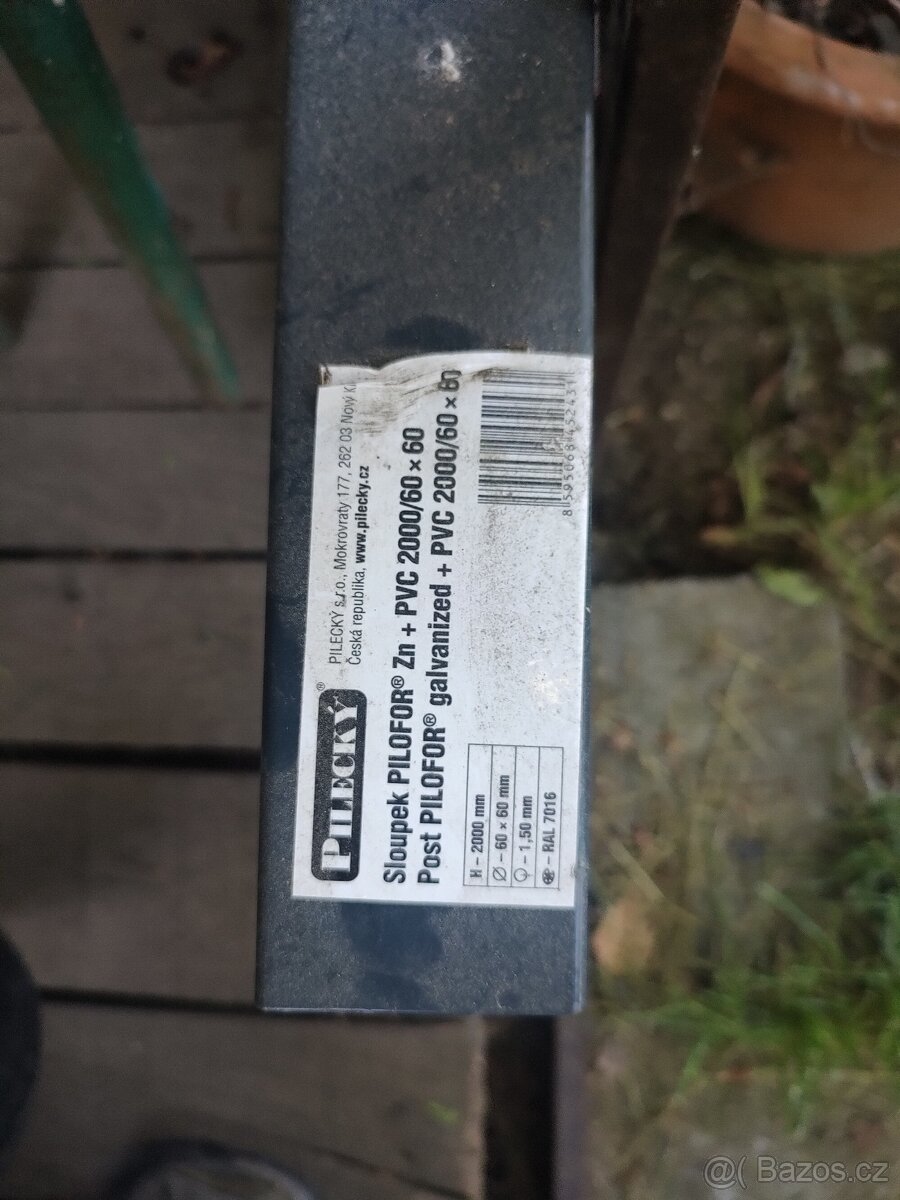 PILECKÝ®
PILECKÝ s.r.o., Mokrovraty 177, 262 03 Nový
Česká republika, www.pilecky.cz
Sloupek PILOFOR® Zn + PVC 2000/60 × 60
Post PILOFOR® galvanized + PVC 2000/60 × 60
H – 2000 mm
∅ – 60 × 60 mm
– 1,50 mm
– RAL 7016
@( Bazos.cz